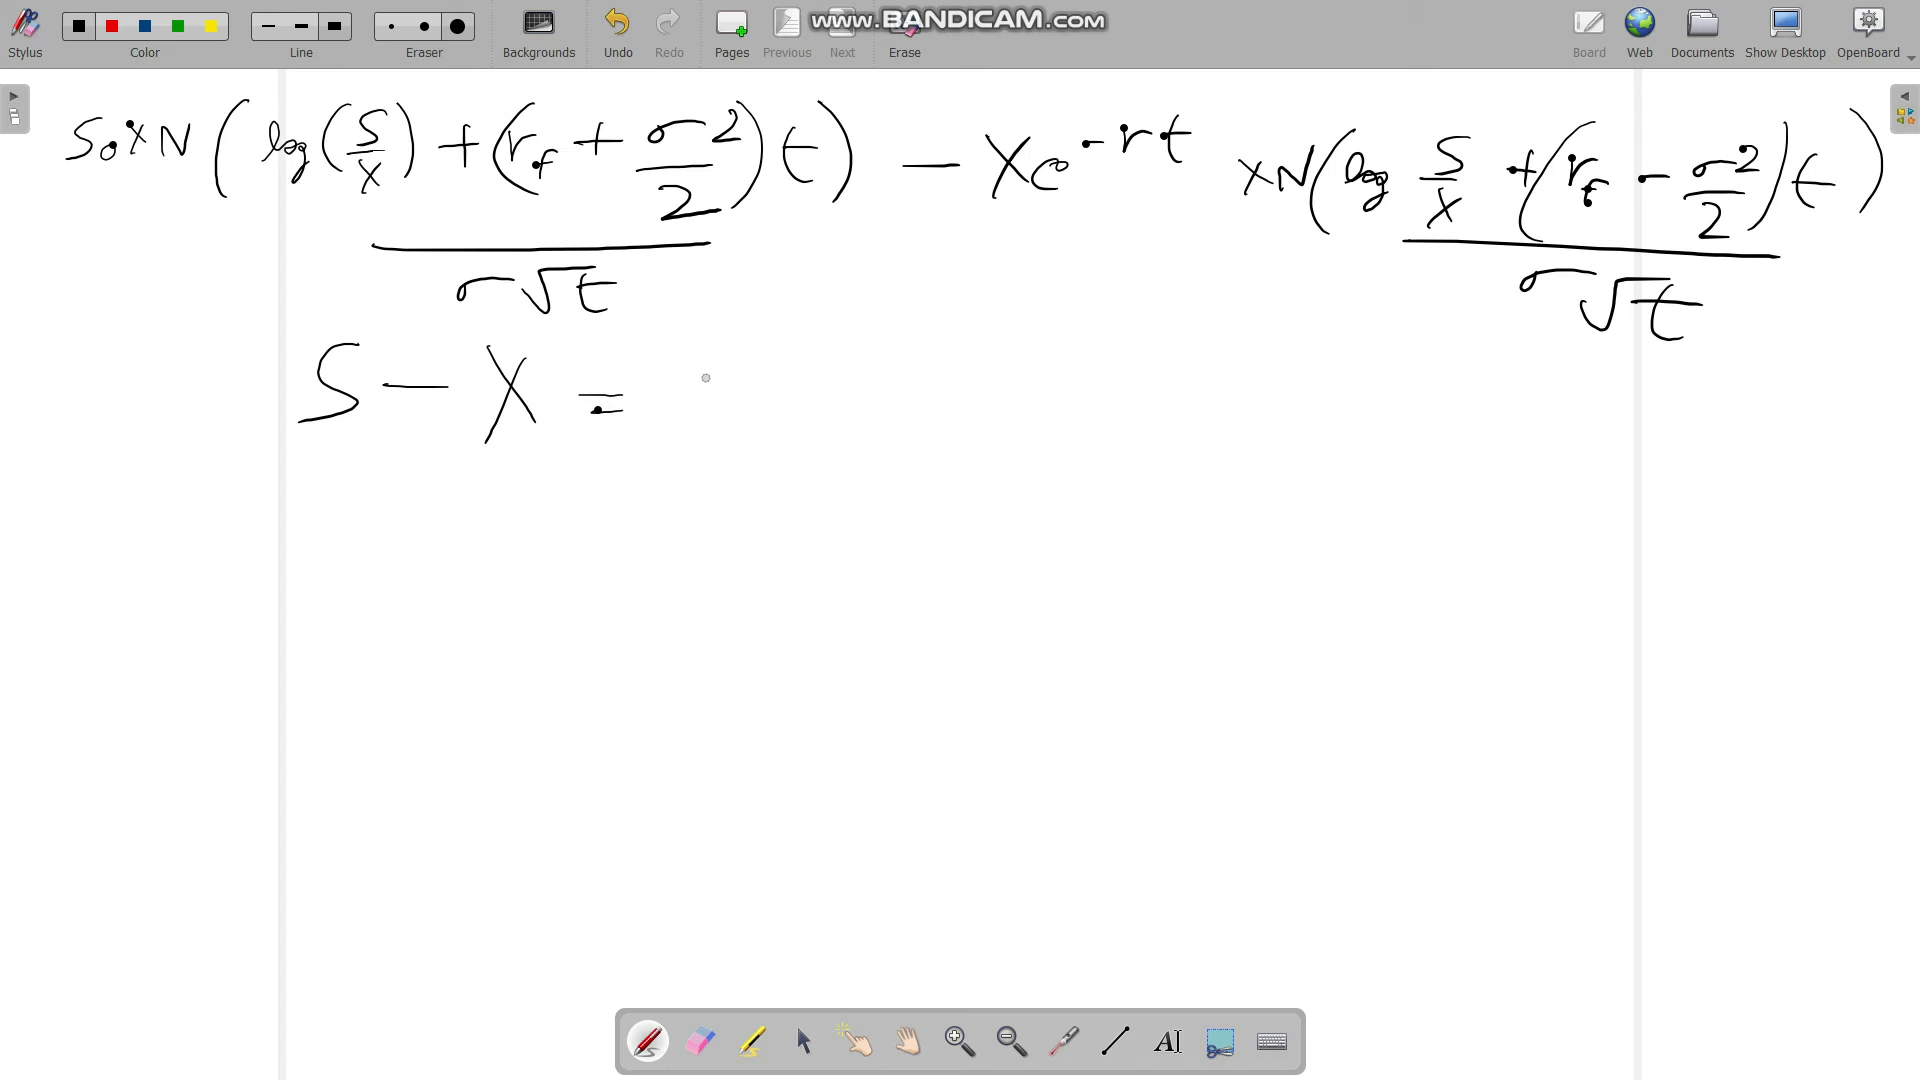 www.BANDICAM.com
Stylus Color Line Eraser Backgrounds Undo Redo Pages Previous Next Erase Board Web Documents Show Desktop OpenBoard
S₀ × N ( log(S/X) + (r_f + σ²/2) t ) / σ√t − X e^(−rt) × N ( log S/X + (r_f − σ²/2) t ) / σ√t
S − X =